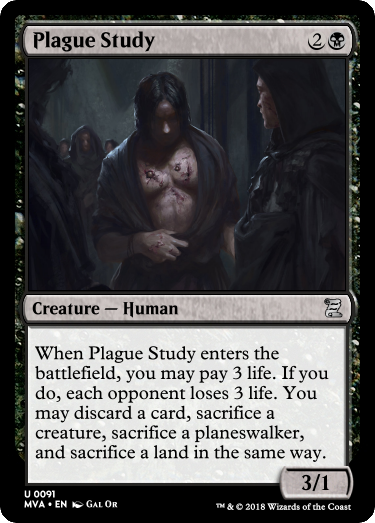 Plague Study 2
Creature — Human
When Plague Study enters the
battlefield, you may pay 3 life. If you
do, each opponent loses 3 life. You
may discard a card, sacrifice a
creature, sacrifice a planeswalker,
and sacrifice a land in the same way.
3/1
U 0091
MVA • EN Gal Or
™ & © 2018 Wizards of the Coast